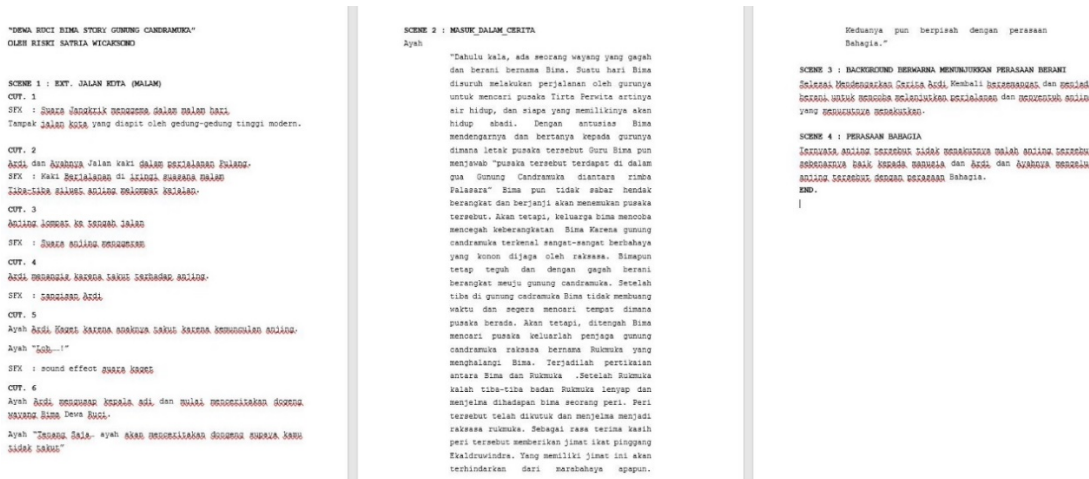 "DEWA RUCI BIMA STORY GUNUNG CANDRAMUKA"
OLEH RISKI SATRIA WICAKSONO
SCENE 1 : EXT. JALAN KOTA (MALAM)
CUT. 1
SFX : Suara Jangkrik menggema dalam malam hari
Tampak jalan kota yang diapit oleh gedung-gedung tinggi modern.
CUT. 2
Ardi dan Ayahnya Jalan kaki dalam perjalanan Pulang.
SFX : Kaki Berjalanan di iringi suasana malam
Tiba-tiba siluet anjing melompat kejalan.
CUT. 3
Anjing lompat ke tengah jalan
SFX : Suara anjing menggeram
CUT. 4
Ardi menangis karena takut terhadap anjing.
SFX : tangisan Ardi
CUT. 5
Ayah Ardi Kaget karena anaknya takut karena kemunculan anjing.
Ayah "Loh……!"
SFX : sound effect suara kaget
CUT. 6
Ayah Ardi mengusap kepala adi dan mulai menceritakan dogeng
wayang Bima Dewa Ruci.
Ayah "Tenang Saja… ayah akan menceritakan dongeng supaya kamu
tidak takut"
SCENE 2 : MASUK_DALAM_CERITA
Ayah
"Dahulu kala, ada seorang wayang yang gagah
dan berani bernama Bima. Suatu hari Bima
disuruh melakukan perjalanan oleh gurunya
untuk mencari pusaka Tirta Perwita artinya
air hidup, dan siapa yang memilikinya akan
hidup abadi. Dengan antusias Bima
mendengarnya dan bertanya kepada gurunya
dimana letak pusaka tersebut Guru Bima pun
menjawab "pusaka tersebut terdapat di dalam
gua Gunung Candramuka diantara rimba
Palasara" Bima pun tidak sabar hendak
berangkat dan berjanji akan menemukan pusaka
tersebut. Akan tetapi, keluarga bima mencoba
mencegah keberangkatan Bima Karena gunung
candramuka terkenal sangat-sangat berbahaya
yang konon dijaga oleh raksasa. Bimapun
tetap teguh dan dengan gagah berani
berangkat meuju gunung candramuka. Setelah
tiba di gunung cadramuka Bima tidak membuang
waktu dan segera mencari tempat dimana
pusaka berada. Akan tetapi, ditengah Bima
mencari pusaka keluarlah penjaga gunung
candramuka raksasa bernama Rukmuka yang
menghalangi Bima. Terjadilah pertikaian
antara Bima dan Rukmuka .Setelah Rukmuka
kalah tiba-tiba badan Rukmuka lenyap dan
menjelma dihadapan bima seorang peri. Peri
tersebut telah dikutuk dan menjelma menjadi
raksasa rukmuka. Sebagai rasa terima kasih
peri tersebut memberikan jimat ikat pinggang
Ekaldruwindra. Yang memiliki jimat ini akan
terhindarkan dari marabahaya apapun.
Keduanya pun berpisah dengan perasaan
Bahagia."
SCENE 3 : BACKGROUND BERWARNA MENUNJUKKAN PERASAAN BERANI
Selesai Mendengarkan Cerita Ardi Kembali bersemangat dan menjadi
berani untuk mencoba melanjutkan perjalanan dan menyentuh anjing
yang menurutnya menakutkan.
SCENE 4 : PERASAAN BAHAGIA
Ternyata anjing tersebut tidak menakutnya malah anjing tersebu
sebenarnya baik kepada manusia dan Ardi dan Ayahnya mengelu
anjing tersebut dengan perasaan Bahagia.
END.